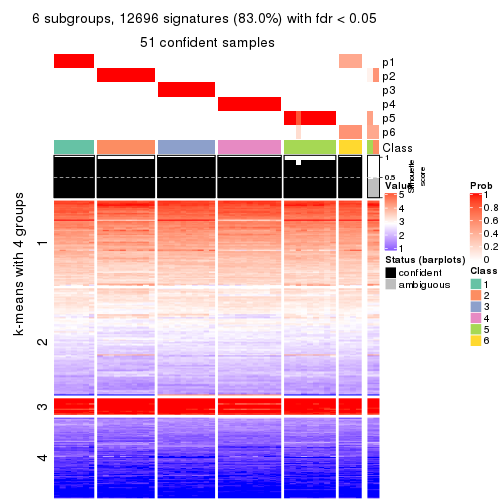 6 subgroups, 12696 signatures (83.0%) with fdr < 0.05
51 confident samples
p1
p2
p3
p4
p5
p6
Class
1
0.5
Silhouette
score
k-means with 4 groups
1
2
3
4
Value
5
4
3
2
1
Status (barplots)
confident
ambiguous
Prob
1
0.8
0.6
0.4
0.2
0
Class
1
2
3
4
5
6